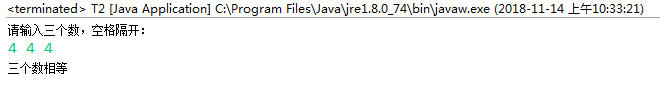 <terminated> T2 [Java Application] C:\Program Files\Java\jre1.8.0_74\bin\javaw.exe (2018-11-14 上午10:33:21)
请输入三个数，空格隔开：
4 4 4
三个数相等